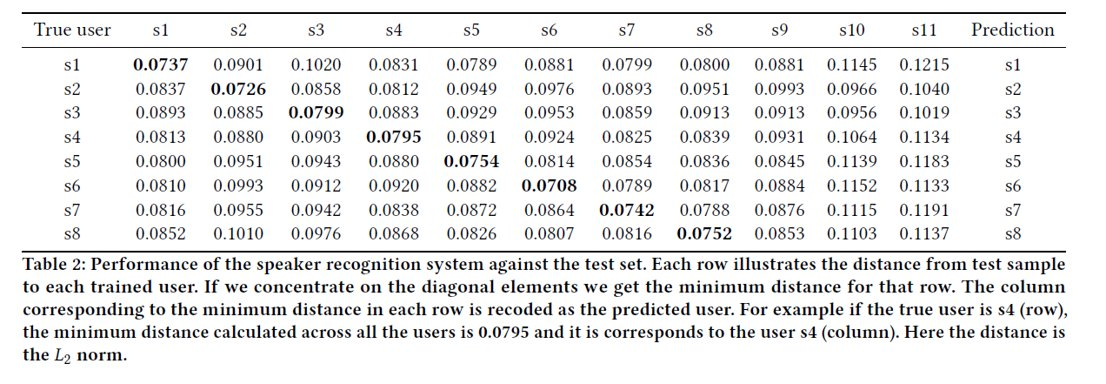 True user s1 s2 s3 s4 s5 s6 s7 s8 s9 s10 s11 Prediction
s1 0.0737 0.0901 0.1020 0.0831 0.0789 0.0881 0.0799 0.0800 0.0881 0.1145 0.1215 s1
s2 0.0837 0.0726 0.0858 0.0812 0.0949 0.0976 0.0893 0.0951 0.0993 0.0966 0.1040 s2
s3 0.0893 0.0885 0.0799 0.0883 0.0929 0.0953 0.0859 0.0913 0.0913 0.0956 0.1019 s3
s4 0.0813 0.0880 0.0903 0.0795 0.0891 0.0924 0.0825 0.0839 0.0931 0.1064 0.1134 s4
s5 0.0800 0.0951 0.0943 0.0880 0.0754 0.0814 0.0854 0.0836 0.0845 0.1139 0.1183 s5
s6 0.0810 0.0993 0.0912 0.0920 0.0882 0.0708 0.0789 0.0817 0.0884 0.1152 0.1133 s6
s7 0.0816 0.0955 0.0942 0.0838 0.0872 0.0864 0.0742 0.0788 0.0876 0.1115 0.1191 s7
s8 0.0852 0.1010 0.0976 0.0868 0.0826 0.0807 0.0816 0.0752 0.0853 0.1103 0.1137 s8
Table 2: Performance of the speaker recognition system against the test set. Each row illustrates the distance from test sample
to each trained user. If we concentrate on the diagonal elements we get the minimum distance for that row. The column
corresponding to the minimum distance in each row is recoded as the predicted user. For example if the true user is s4 (row),
the minimum distance calculated across all the users is 0.0795 and it is corresponds to the user s4 (column). Here the distance is
the L2 norm.